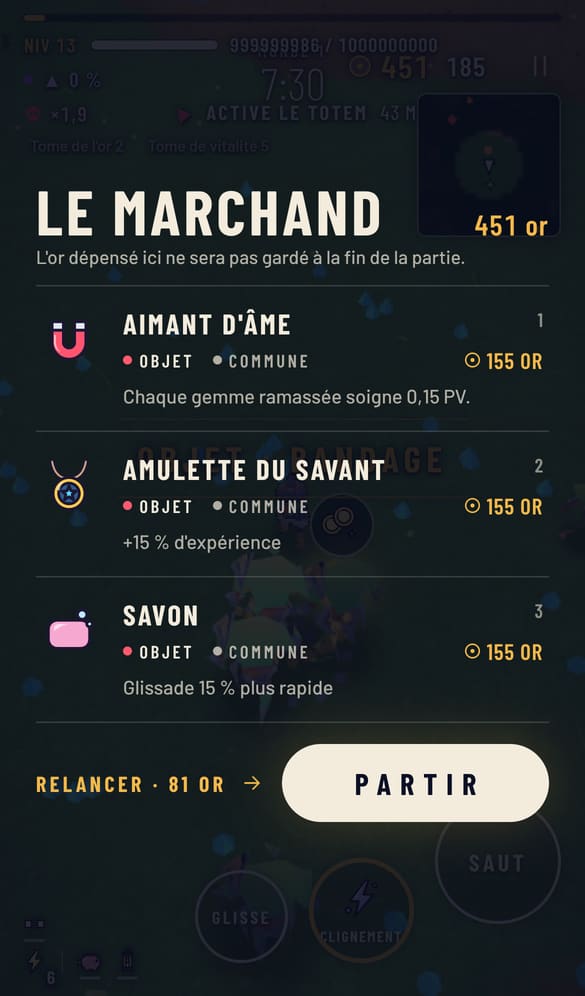 NIV 13
999999986 / 1000000000
7:30
451 185
▲ 0 %
×1,9
ACTIVE LE TOTEM 43 M
Tome de l'or 2 Tome de vitalité 5
LE MARCHAND
451 or
L'or dépensé ici ne sera pas gardé à la fin de la partie.
AIMANT D'ÂME 1
OBJET COMMUNE 155 OR
Chaque gemme ramassée soigne 0,15 PV.
OBJET BANDAGE
AMULETTE DU SAVANT 2
OBJET COMMUNE 155 OR
+15 % d'expérience
SAVON 3
OBJET COMMUNE 155 OR
Glissade 15 % plus rapide
RELANCER · 81 OR → PARTIR
SAUT
GLISSE
CLIGNEMENT
6